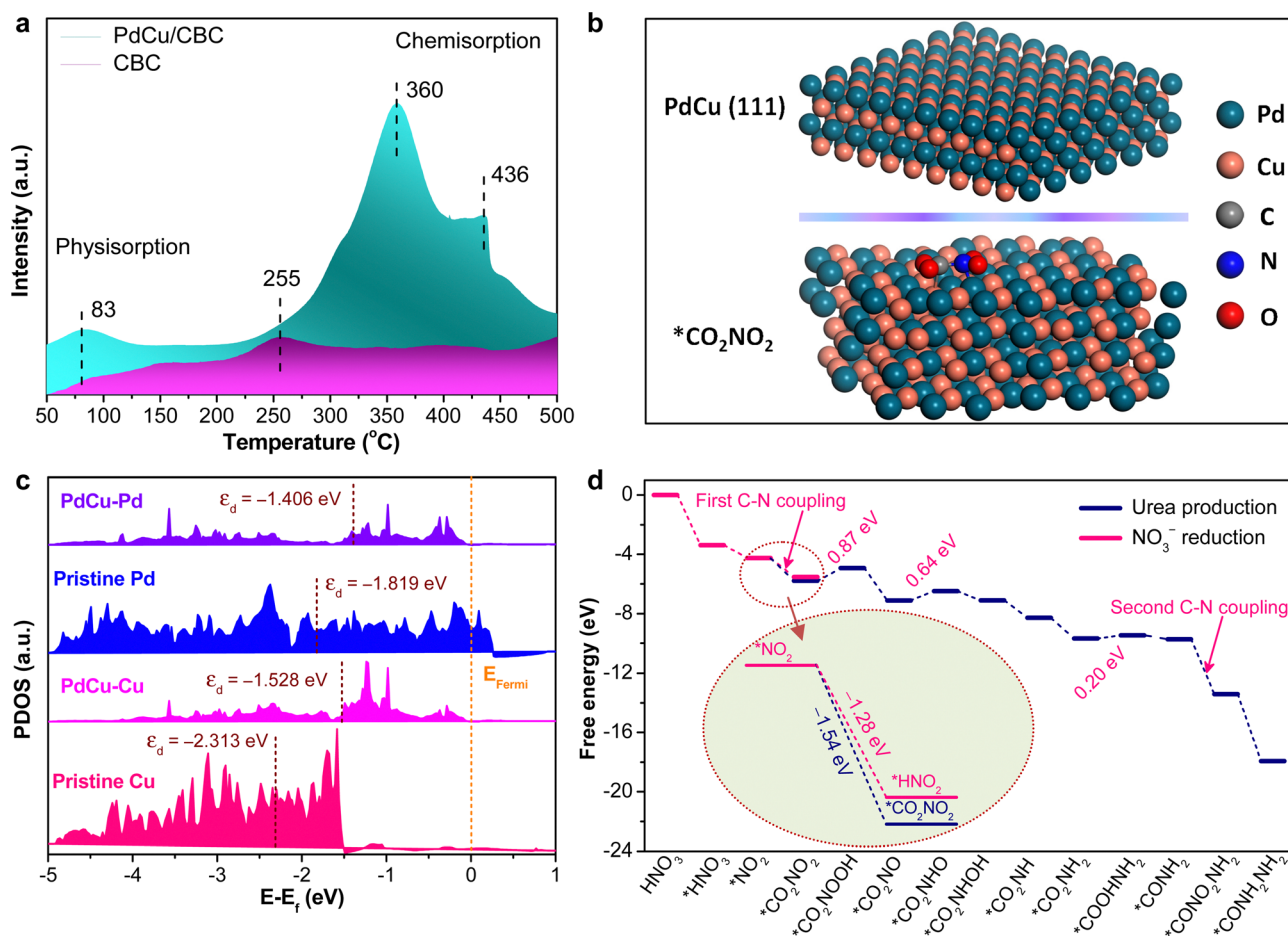 a
PdCu/CBC
CBC
Chemisorption
360
436
Physisorption
83
255
Intensity (a.u.)
50 100 150 200 250 300 350 400 450 500
Temperature (°C)
b
PdCu (111)
*CO₂NO₂
Pd
Cu
C
N
O
c
PdCu-Pd
ε_d = −1.406 eV
Pristine Pd
ε_d = −1.819 eV
PdCu-Cu
ε_d = −1.528 eV
E_Fermi
Pristine Cu
ε_d = −2.313 eV
PDOS (a.u.)
-5 -4 -3 -2 -1 0 1
E-E_f (eV)
d
First C-N coupling
0.87 eV
0.64 eV
Urea production
NO₃⁻ reduction
Second C-N coupling
0.20 eV
*NO₂
−1.28 eV
−1.54 eV
*HNO₂
*CO₂NO₂
Free energy (eV)
0
-4
-8
-12
-16
-20
-24
HNO₃
*HNO₃
*NO₂
*CO₂NO₂
*CO₂NOOH
*CO₂NO
*CO₂NHO
*CO₂NHOH
*CO₂NH
*CO₂NH₂
*COOHNH₂
*CONH₂
*CONO₂NH₂
*CONH₂NH₂